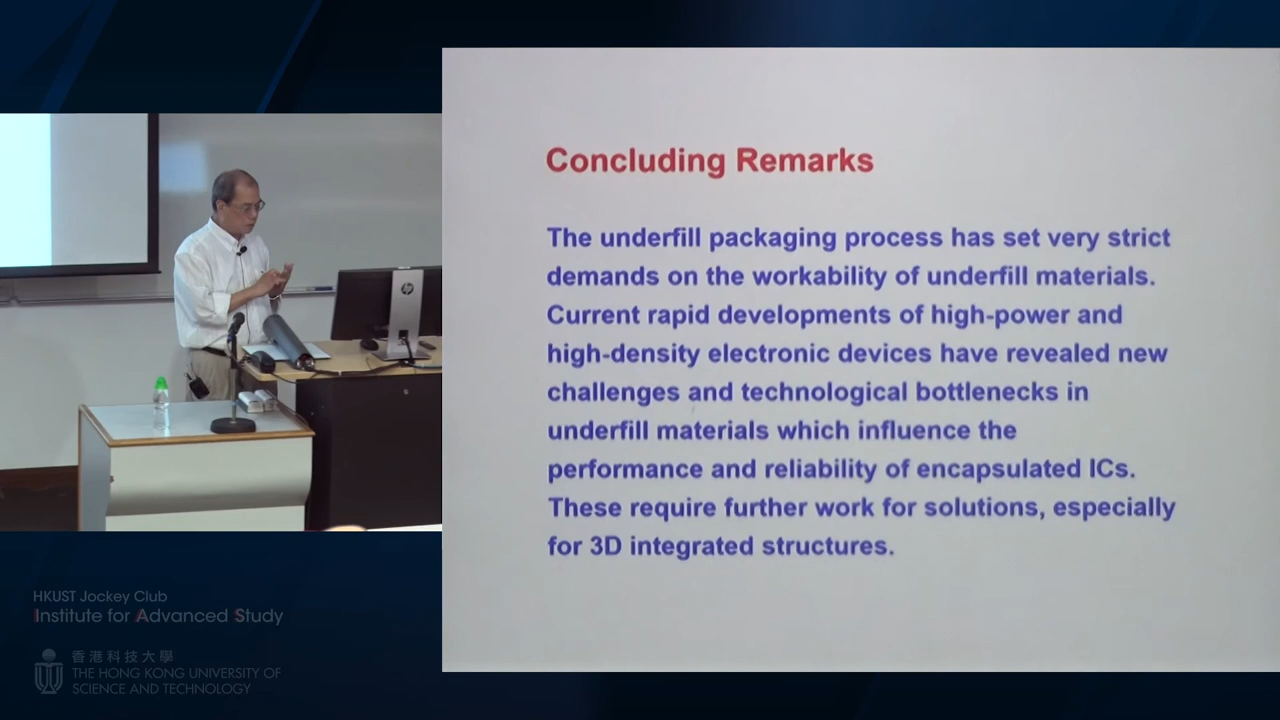 Concluding Remarks
The underfill packaging process has set very strict
demands on the workability of underfill materials.
Current rapid developments of high-power and
high-density electronic devices have revealed new
challenges and technological bottlenecks in
underfill materials which influence the
performance and reliability of encapsulated ICs.
These require further work for solutions, especially
for 3D integrated structures.
HKUST Jockey Club
Institute for Advanced Study
香港科技大學
THE HONG KONG UNIVERSITY OF
SCIENCE AND TECHNOLOGY
hp